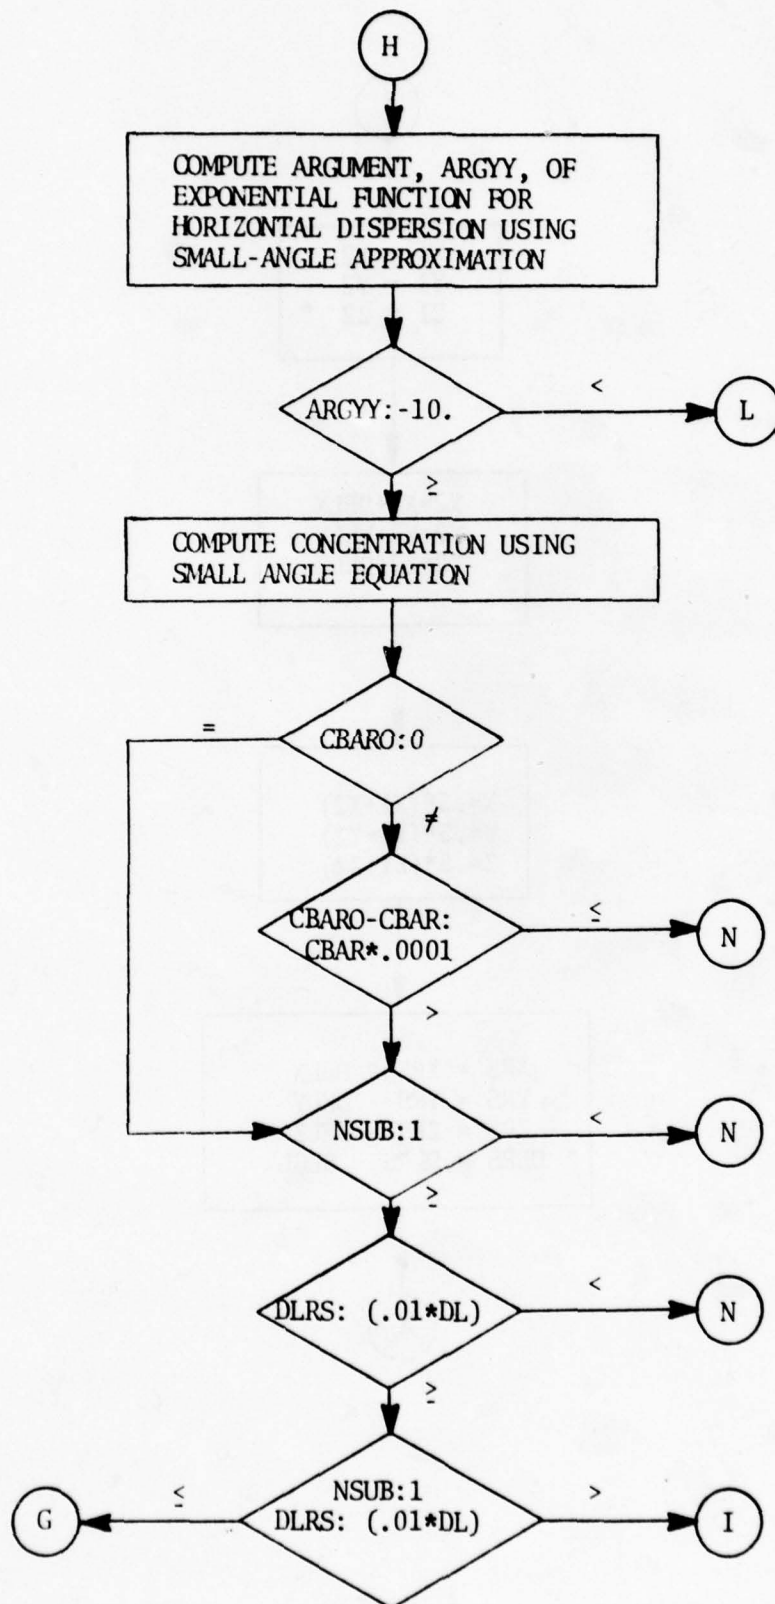 H
COMPUTE ARGUMENT, ARGYY, OF
EXPONENTIAL FUNCTION FOR
HORIZONTAL DISPERSION USING
SMALL-ANGLE APPROXIMATION
ARGYY:-10.
<
L
≥
COMPUTE CONCENTRATION USING
SMALL ANGLE EQUATION
=
CBARO:0
≠
CBARO-CBAR:
CBAR*.0001
≤
N
>
NSUB:1
<
N
≥
DLRS: (.01*DL)
<
N
≥
G
≤
NSUB:1
DLRS: (.01*DL)
>
I